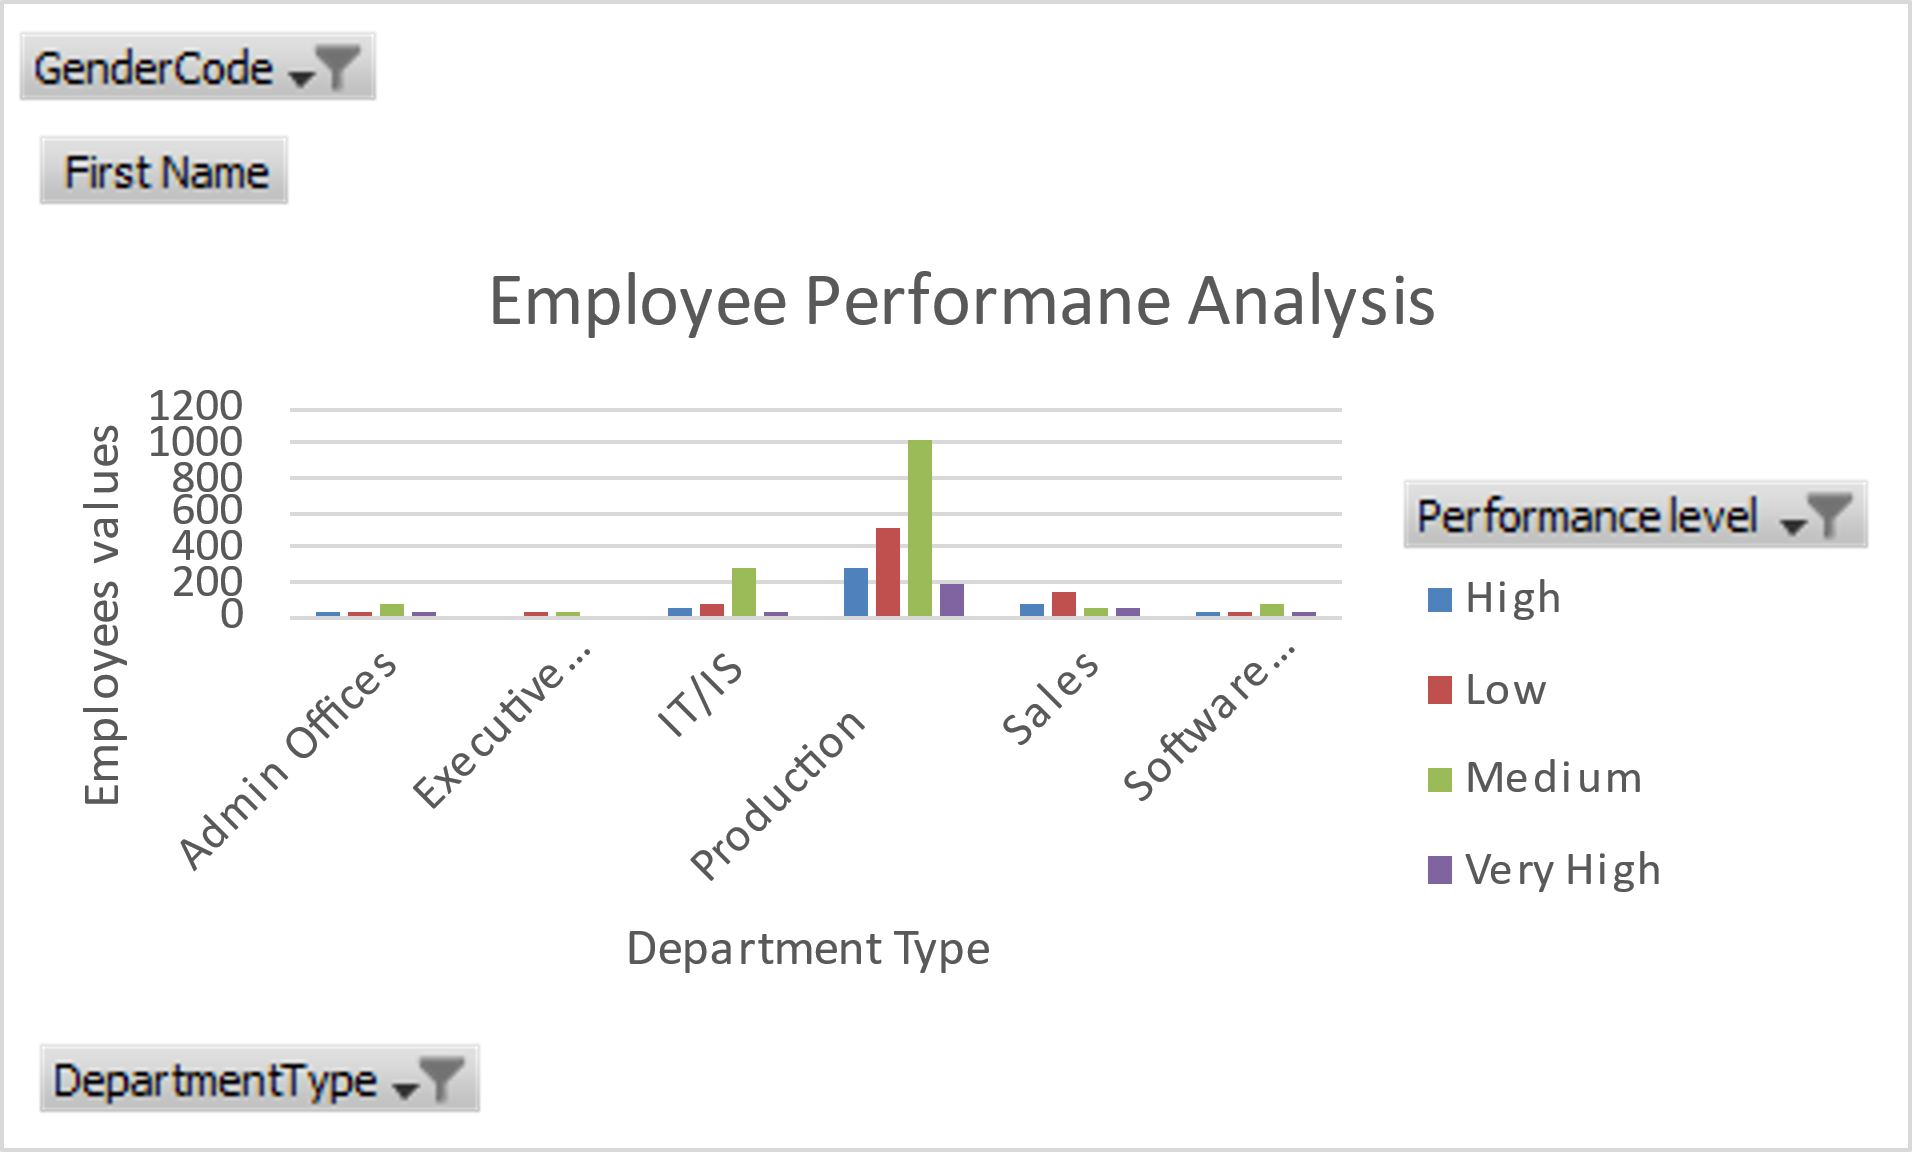 GenderCode
First Name
Employee Performane Analysis
Employees values
1200
1000
800
600
400
200
0
Admin Offices
Executive...
IT/IS
Production
Sales
Software...
Department Type
Performance level
High
Low
Medium
Very High
DepartmentType